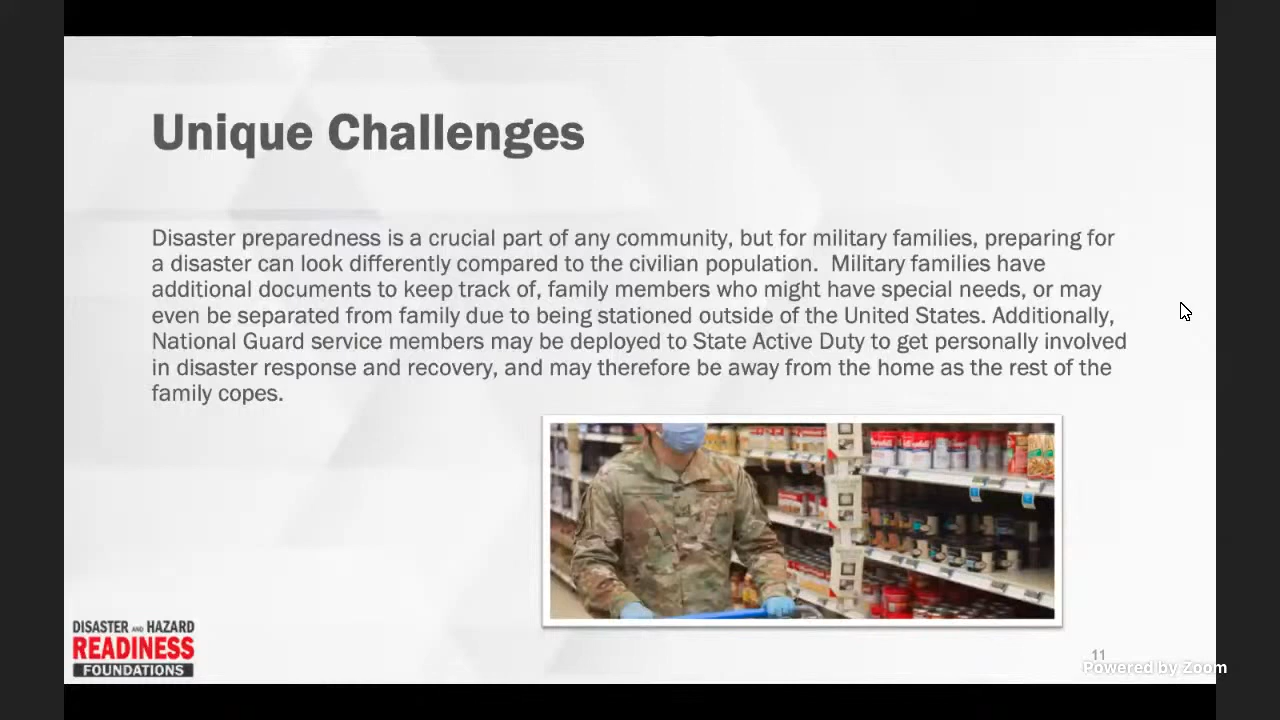 Unique Challenges
Disaster preparedness is a crucial part of any community, but for military families, preparing for
a disaster can look differently compared to the civilian population.  Military families have
additional documents to keep track of, family members who might have special needs, or may
even be separated from family due to being stationed outside of the United States. Additionally,
National Guard service members may be deployed to State Active Duty to get personally involved
in disaster response and recovery, and may therefore be away from the home as the rest of the
family copes.
DISASTER AND HAZARD
READINESS
FOUNDATIONS
11
Powered by Zoom